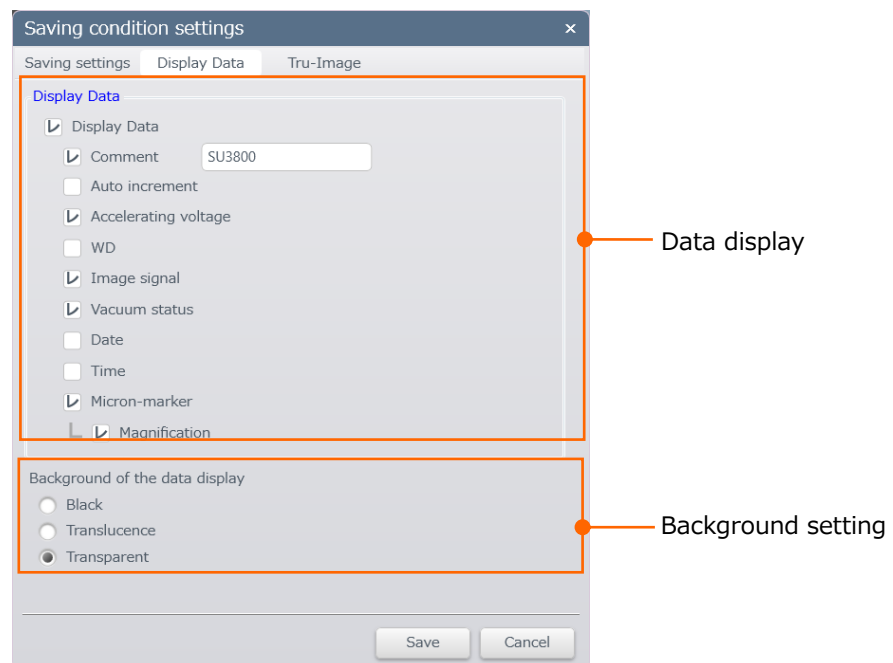 Saving condition settings
Saving settings Display Data Tru-Image
Display Data
Display Data
Comment SU3800
Auto increment
Accelerating voltage
WD
Image signal
Vacuum status
Date
Time
Micron-marker
Magnification
Data display
Background of the data display
Black
Translucence
Transparent
Background setting
Save Cancel